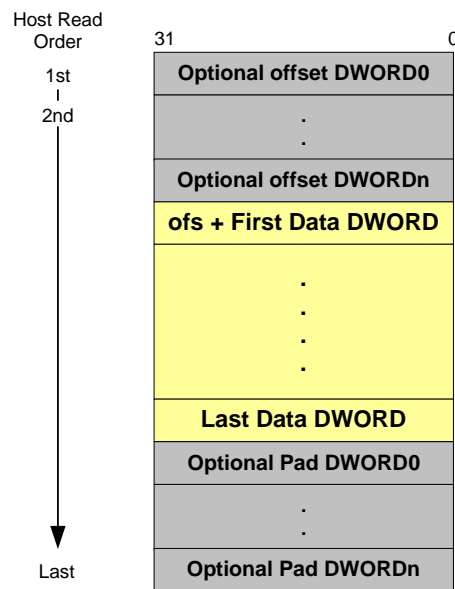 Host Read
Order
31 0
1st
2nd
Last
Optional offset DWORD0
.
.
Optional offset DWORDn
ofs + First Data DWORD
.
.
.
.
Last Data DWORD
Optional Pad DWORD0
.
.
Optional Pad DWORDn